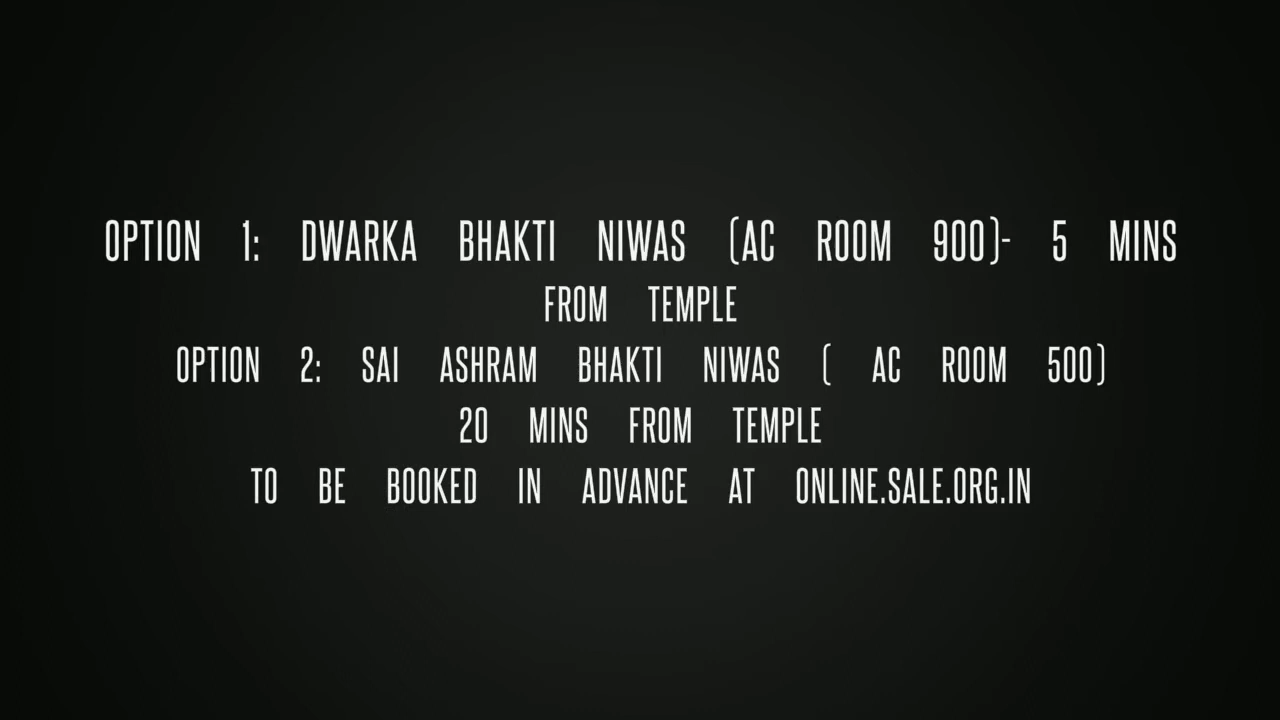 OPTION 1: DWARKA BHAKTI NIWAS (AC ROOM 900)- 5 MINS
FROM TEMPLE
OPTION 2: SAI ASHRAM BHAKTI NIWAS ( AC ROOM 500)
20 MINS FROM TEMPLE
TO BE BOOKED IN ADVANCE AT ONLINE.SALE.ORG.IN